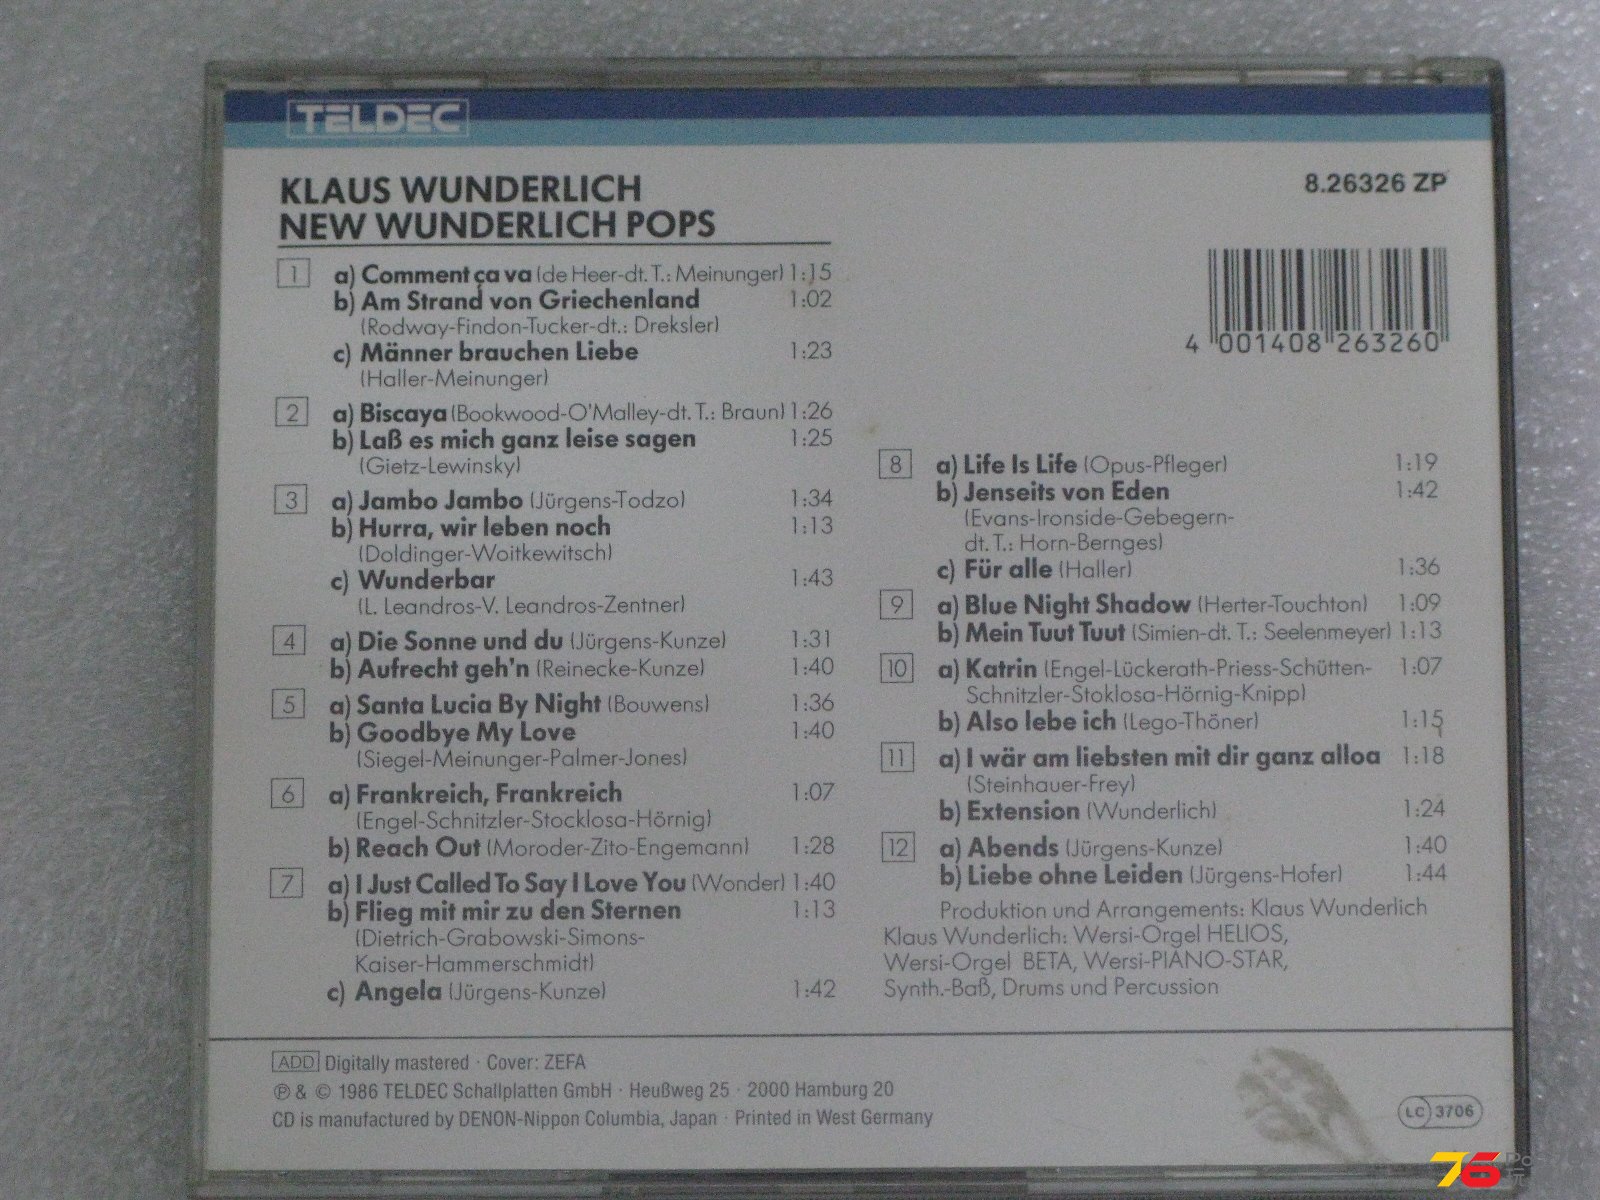 TELDEC
KLAUS WUNDERLICH
NEW WUNDERLICH POPS
8.26326 ZP
4 001408 263260
1 a) Comment ça va (de Heer-dt. T.: Meinunger) 1:15
b) Am Strand von Griechenland 1:02
(Rodway-Findon-Tucker-dt.: Dreksler)
c) Männer brauchen Liebe 1:23
(Haller-Meinunger)
2 a) Biscaya (Bookwood-O'Malley-dt. T.: Braun) 1:26
b) Laß es mich ganz leise sagen 1:25
(Gietz-Lewinsky)
3 a) Jambo Jambo (Jürgens-Todzo) 1:34
b) Hurra, wir leben noch 1:13
(Doldinger-Woitkewitsch)
c) Wunderbar 1:43
(L. Leandros-V. Leandros-Zentner)
4 a) Die Sonne und du (Jürgens-Kunze) 1:31
b) Aufrecht geh'n (Reinecke-Kunze) 1:40
5 a) Santa Lucia By Night (Bouwens) 1:36
b) Goodbye My Love 1:40
(Siegel-Meinunger-Palmer-Jones)
6 a) Frankreich, Frankreich 1:07
(Engel-Schnitzler-Stocklosa-Hörnig)
b) Reach Out (Moroder-Zito-Engemann) 1:28
7 a) I Just Called To Say I Love You (Wonder) 1:40
b) Flieg mit mir zu den Sternen 1:13
(Dietrich-Grabowski-Simons-
Kaiser-Hammerschmidt)
c) Angela (Jürgens-Kunze) 1:42
8 a) Life Is Life (Opus-Pfleger) 1:19
b) Jenseits von Eden 1:42
(Evans-Ironside-Gebegern-
dt. T.: Horn-Bernges)
c) Für alle (Haller) 1:36
9 a) Blue Night Shadow (Herter-Touchton) 1:09
b) Mein Tuut Tuut (Simien-dt. T.: Seelenmeyer) 1:13
10 a) Katrin (Engel-Lückerath-Priess-Schütten- 1:07
Schnitzler-Stoklosa-Hörnig-Knipp)
b) Also lebe ich (Lego-Thöner) 1:15
11 a) I wär am liebsten mit dir ganz alloa 1:18
(Steinhauer-Frey)
b) Extension (Wunderlich) 1:24
12 a) Abends (Jürgens-Kunze) 1:40
b) Liebe ohne Leiden (Jürgens-Hofer) 1:44
Produktion und Arrangements: Klaus Wunderlich
Klaus Wunderlich: Wersi-Orgel HELIOS,
Wersi-Orgel BETA, Wersi-PIANO-STAR,
Synth.-Baß, Drums und Percussion
ADD Digitally mastered · Cover: ZEFA
℗ & © 1986 TELDEC Schallplatten GmbH · Heußweg 25 · 2000 Hamburg 20
CD is manufactured by DENON-Nippon Columbia, Japan · Printed in West Germany
LC 3706
76